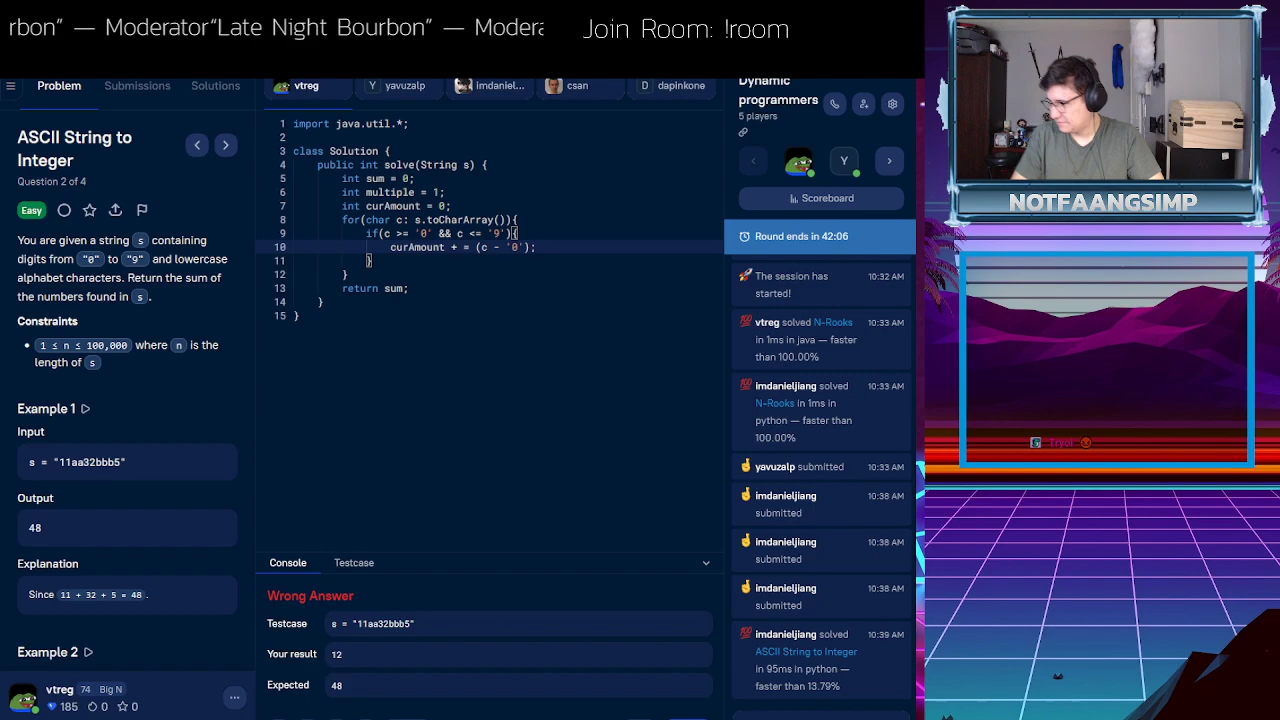 rbon” — Moderator“Late Night Bourbon” — Modera
Join Room: !room
Problem
Submissions
Solutions
vtreg
Y yavuzalp
imdaniel...
csan
D dapinkone
ASCII String to
Integer
Question 2 of 4
Easy
You are given a string s containing
digits from "0" to "9" and lowercase
alphabet characters. Return the sum of
the numbers found in s.
Constraints
• 1 ≤ n ≤ 100,000 where n is the
length of s
Example 1
Input
s = "11aa32bbb5"
Output
48
Explanation
Since 11 + 32 + 5 = 48.
Example 2
vtreg 74 Big N
185 0 0
1 import java.util.*;
2
3 class Solution {
4 public int solve(String s) {
5 int sum = 0;
6 int multiple = 1;
7 int curAmount = 0;
8 for(char c: s.toCharArray()){
9 if(c >= '0' && c <= '9'){
10 curAmount + = (c - '0');
11 }
12 }
13 return sum;
14 }
15 }
Console
Testcase
Wrong Answer
Testcase
s = "11aa32bbb5"
Your result
12
Expected
48
Dynamic
programmers
5 players
Y
Scoreboard
Round ends in 42:06
The session has
started!
10:32 AM
vtreg solved N-Rooks
in 1ms in java — faster
than 100.00%
10:33 AM
imdanieljiang solved
N-Rooks in 1ms in
python — faster than
100.00%
10:33 AM
yavuzalp submitted
10:33 AM
imdanieljiang
submitted
10:38 AM
imdanieljiang
submitted
10:38 AM
imdanieljiang
submitted
10:38 AM
imdanieljiang solved
ASCII String to Integer
in 95ms in python —
faster than 13.79%
10:39 AM
NOTFAANGSIMP
Tryo!